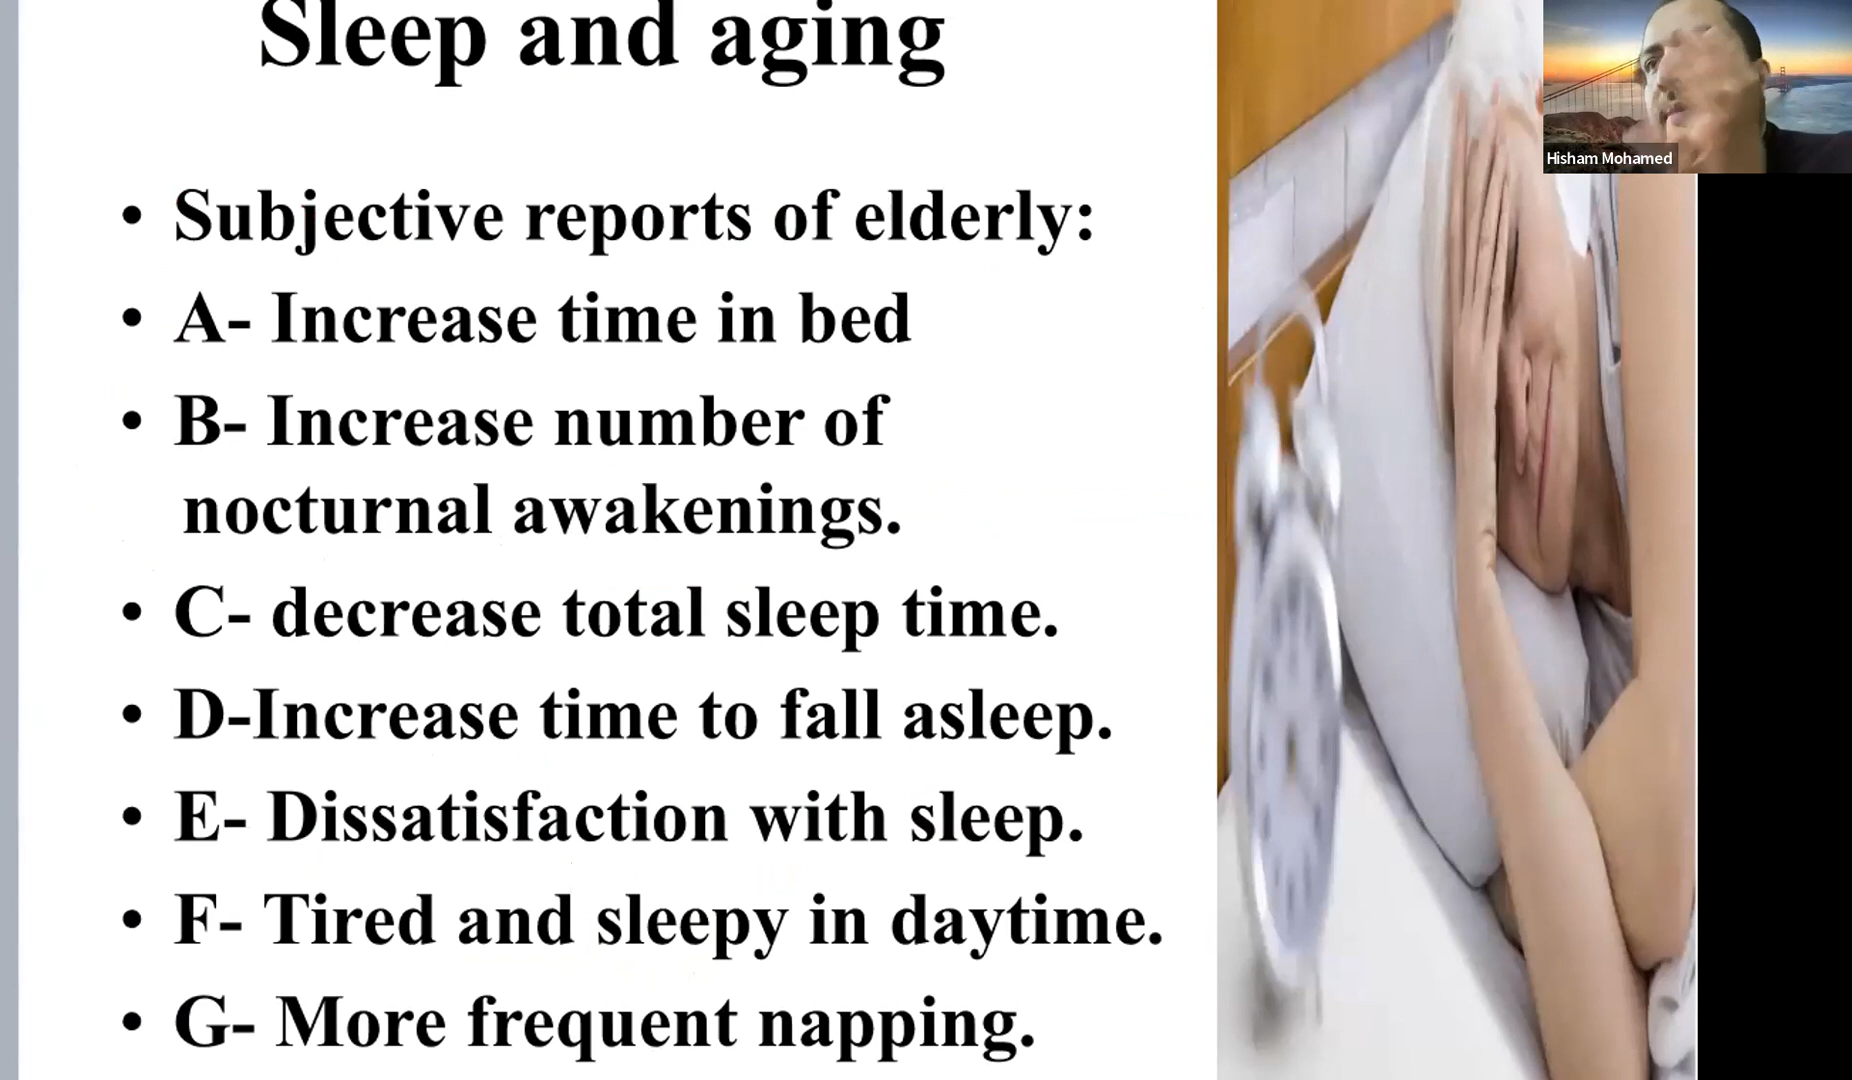 Sleep and aging
Hisham Mohamed
• Subjective reports of elderly:
• A- Increase time in bed
• B- Increase number of
nocturnal awakenings.
• C- decrease total sleep time.
• D-Increase time to fall asleep.
• E- Dissatisfaction with sleep.
• F- Tired and sleepy in daytime.
• G- More frequent napping.